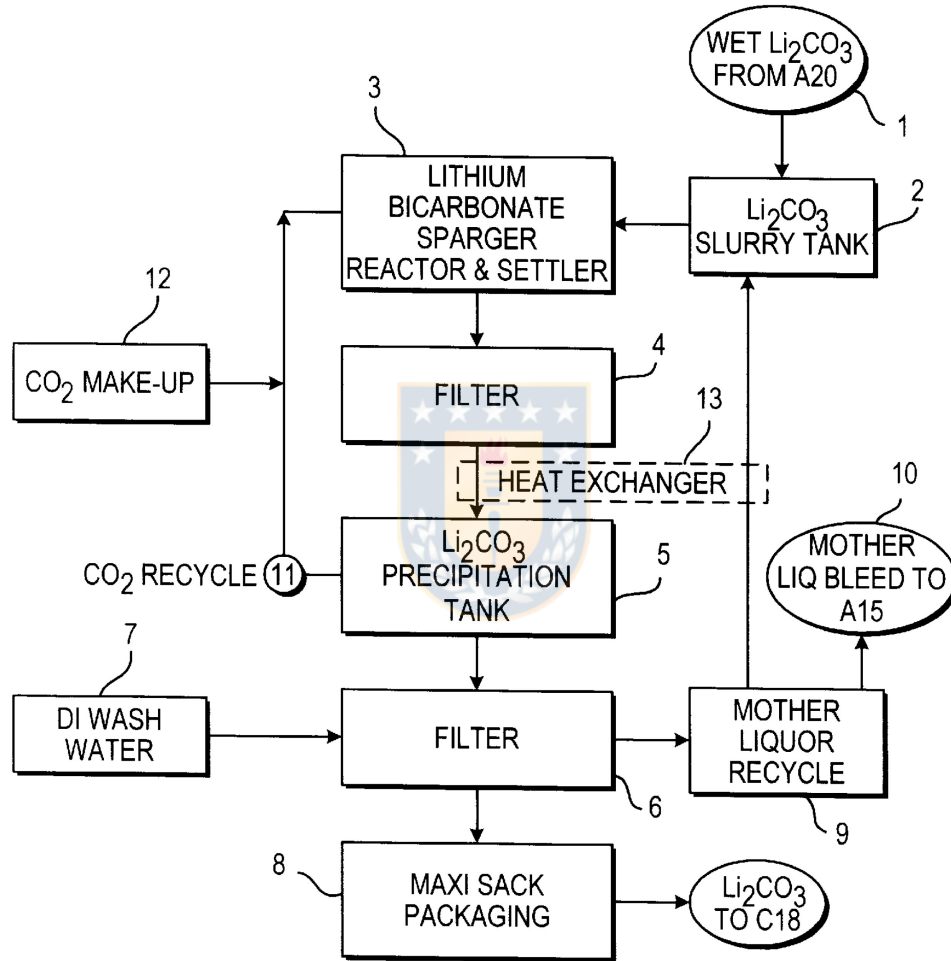 WET Li₂CO₃
FROM A20
1
3
LITHIUM
BICARBONATE
SPARGER
REACTOR & SETTLER
Li₂CO₃
SLURRY TANK
2
12
CO₂ MAKE-UP
4
FILTER
13
HEAT EXCHANGER
10
MOTHER
LIQ BLEED TO
A15
CO₂ RECYCLE 11
Li₂CO₃
PRECIPITATION
TANK
5
7
DI WASH
WATER
FILTER
6
MOTHER
LIQUOR
RECYCLE
9
8
MAXI SACK
PACKAGING
Li₂CO₃
TO C18